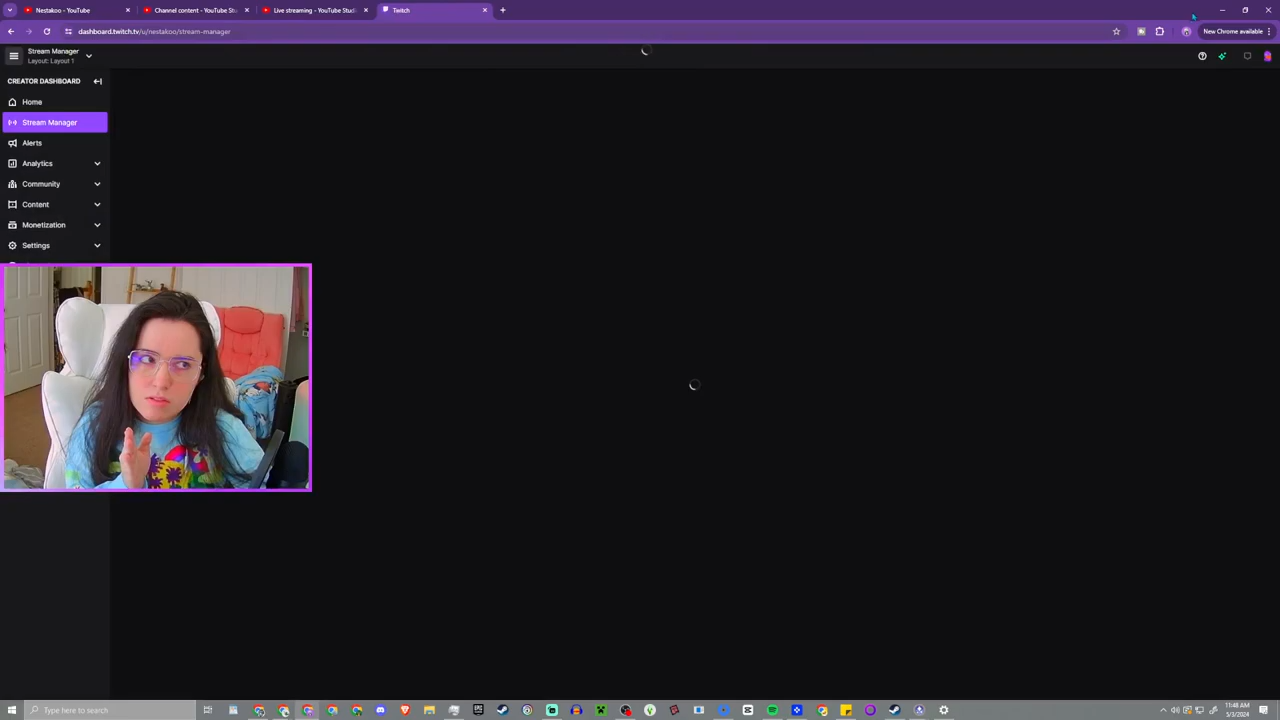 Nestakoo - YouTube
Channel content - YouTube Stu
Live streaming - YouTube Studi
Twitch
dashboard.twitch.tv/u/nestakoo/stream-manager
New Chrome available
Stream Manager
Layout: Layout 1
CREATOR DASHBOARD
Home
Stream Manager
Alerts
Analytics
Community
Content
Monetization
Settings
Type here to search
11:48 AM
5/3/2024